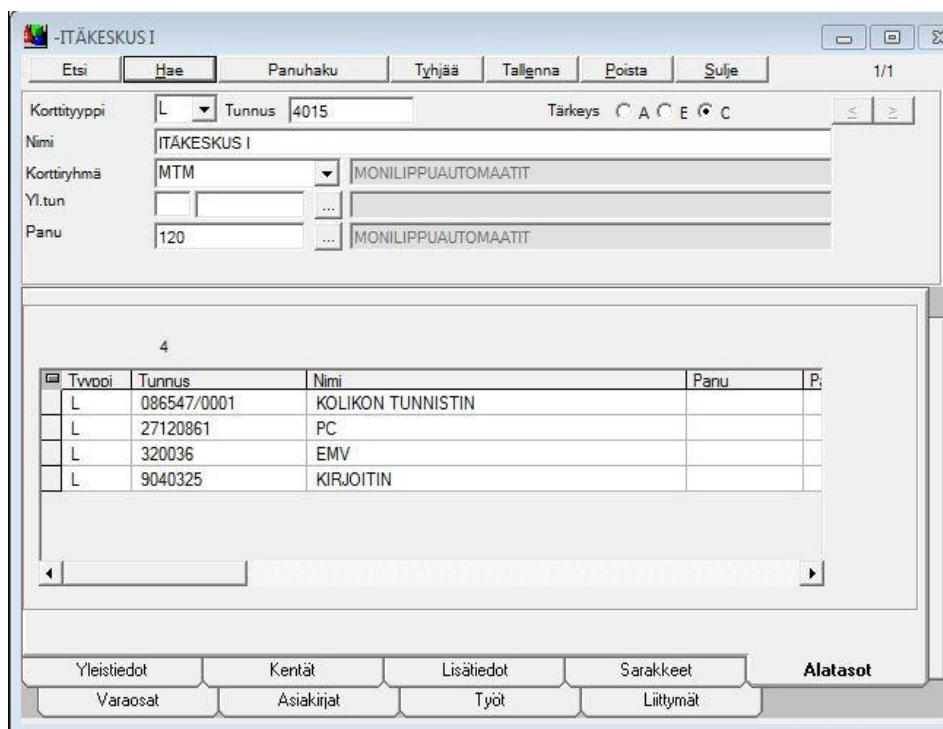 -ITÄKESKUS I
Etsi Hae Panuhaku Tyhjää Tallenna Poista Sulje 1/1
Korttityyppi L Tunnus 4015 Tärkeys A E C ≤ ≥
Nimi ITÄKESKUS I
Korttiryhmä MTM MONILIPPUAUTOMAATIT
Yl.tun ...
Panu 120 ... MONILIPPUAUTOMAATIT
4
Tyyppi Tunnus Nimi Panu Pa
L 086547/0001 KOLIKON TUNNISTIN
L 27120861 PC
L 320036 EMV
L 9040325 KIRJOITIN
Yleistiedot Kentät Lisätiedot Sarakkeet Alatasot
Varaosat Asiakirjat Työt Liittymät